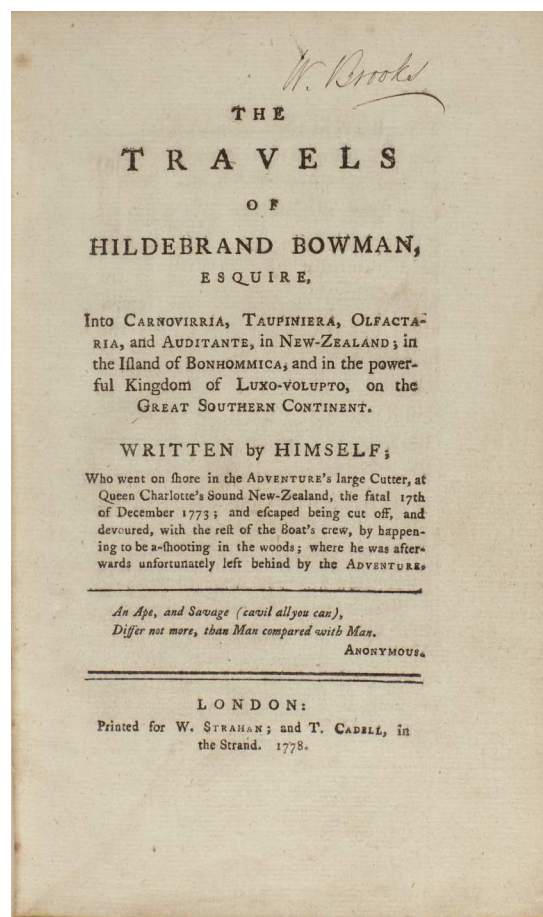 W. Brooks
THE
TRAVELS
OF
HILDEBRAND BOWMAN,
ESQUIRE,
Into CARNOVIRRIA, TAUPINIERA, OLFACTA-
RIA, and AUDITANTE, in NEW-ZEALAND; in
the Iſland of BONHOMMICA, and in the power-
ful Kingdom of LUXO-VOLUPTO, on the
GREAT SOUTHERN CONTINENT.
WRITTEN by HIMSELF;
Who went on ſhore in the ADVENTURE's large Cutter, at
Queen Charlotte's Sound New-Zealand, the fatal 17th
of December 1773; and eſcaped being cut off, and
devoured, with the reſt of the Boat's crew, by happen-
ing to be a-ſhooting in the woods; where he was after-
wards unfortunately left behind by the ADVENTURE.
An Ape, and Savage (cavil allyou can),
Differ not more, than Man compared with Man.
ANONYMOUS.
LONDON:
Printed for W. STRAHAN; and T. CADELL, in
the Strand. 1778.